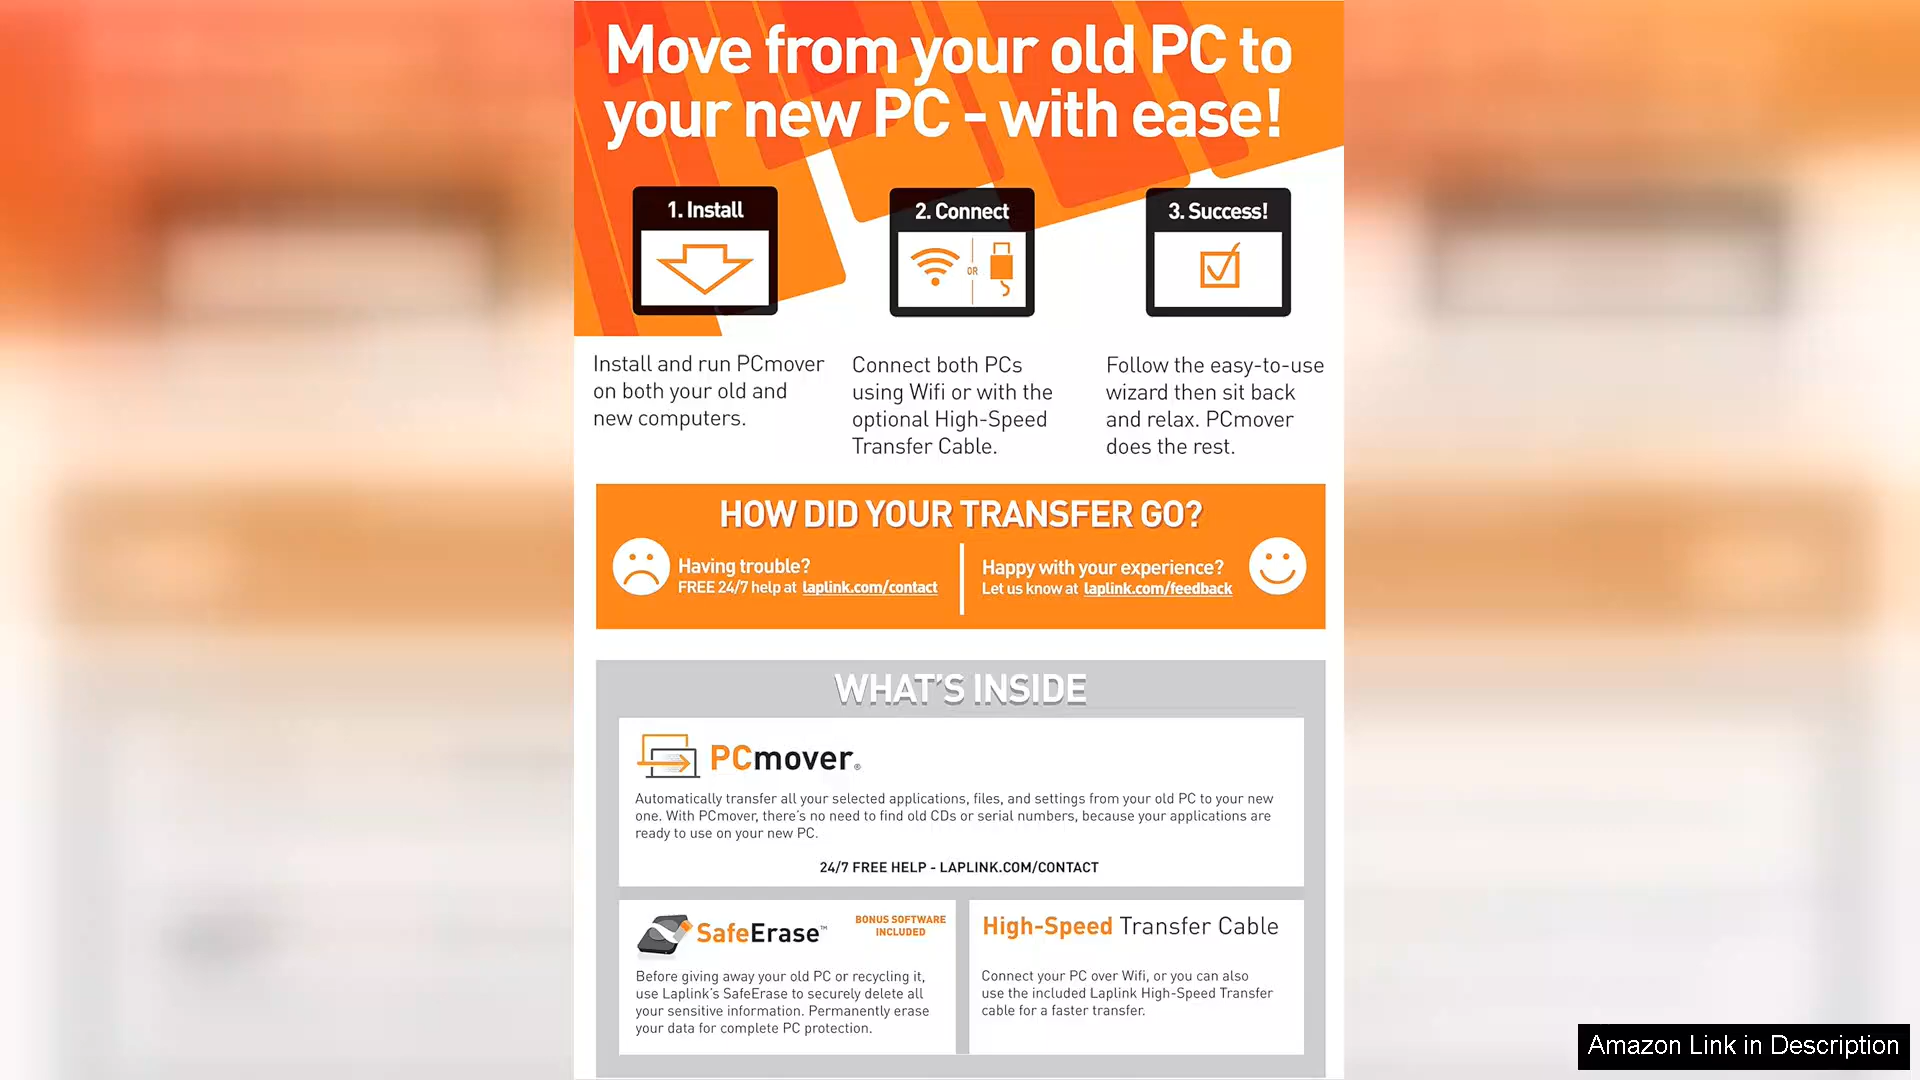 Move from your old PC to
your new PC - with ease!
1. Install
2. Connect
OR
3. Success!
Install and run PCmover
on both your old and
new computers.
Connect both PCs
using Wifi or with the
optional High-Speed
Transfer Cable.
Follow the easy-to-use
wizard then sit back
and relax. PCmover
does the rest.
HOW DID YOUR TRANSFER GO?
Having trouble?
FREE 24/7 help at laplink.com/contact
Happy with your experience?
Let us know at laplink.com/feedback
WHAT'S INSIDE
PCmover®
Automatically transfer all your selected applications, files, and settings from your old PC to your new
one. With PCmover, there's no need to find old CDs or serial numbers, because your applications are
ready to use on your new PC.
24/7 FREE HELP - LAPLINK.COM/CONTACT
SafeErase™
BONUS SOFTWARE
INCLUDED
Before giving away your old PC or recycling it,
use Laplink's SafeErase to securely delete all
your sensitive information. Permanently erase
your data for complete PC protection.
High-Speed Transfer Cable
Connect your PC over Wifi, or you can also
use the included Laplink High-Speed Transfer
cable for a faster transfer.
Amazon Link in Description